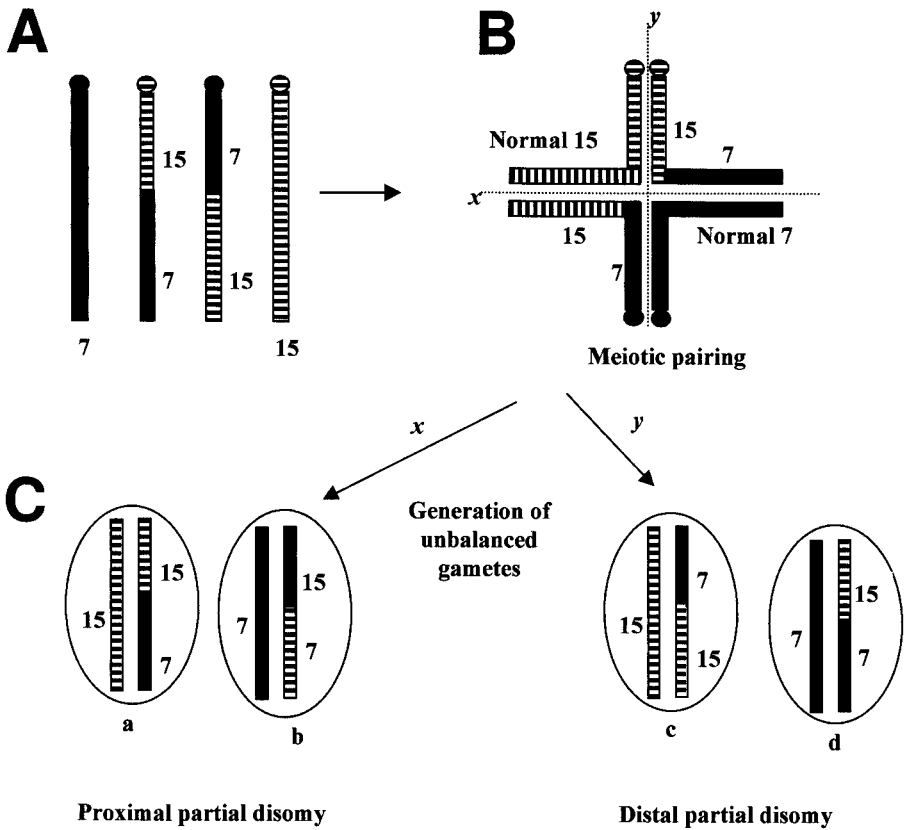 A
15
7
7
15
7
15
B
y
Normal 15
15
7
x
15
Normal 7
7
Meiotic pairing
x
y
C
Generation of
unbalanced
gametes
15
15
7
a
7
15
7
b
15
7
15
c
7
15
7
d
Proximal partial disomy
Distal partial disomy